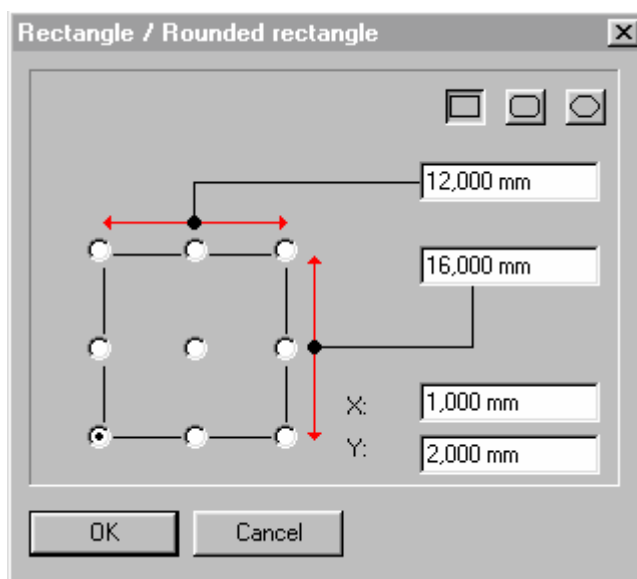 Rectangle / Rounded rectangle
12,000 mm
16,000 mm
X: 1,000 mm
Y: 2,000 mm
OK Cancel